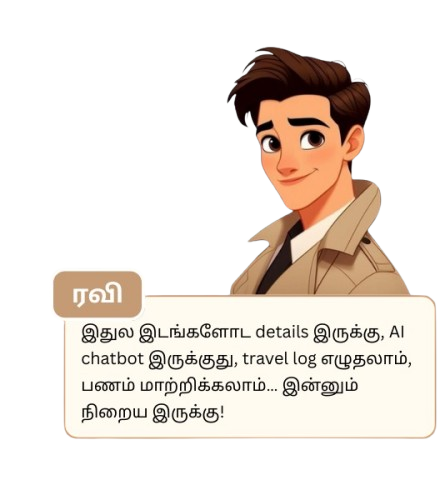 ரவி
இதுல இடங்களோட details இருக்கு, AI
chatbot இருக்குது, travel log எழுதலாம்,
பணம் மாற்றிக்கலாம்... இன்னும்
நிறைய இருக்கு!